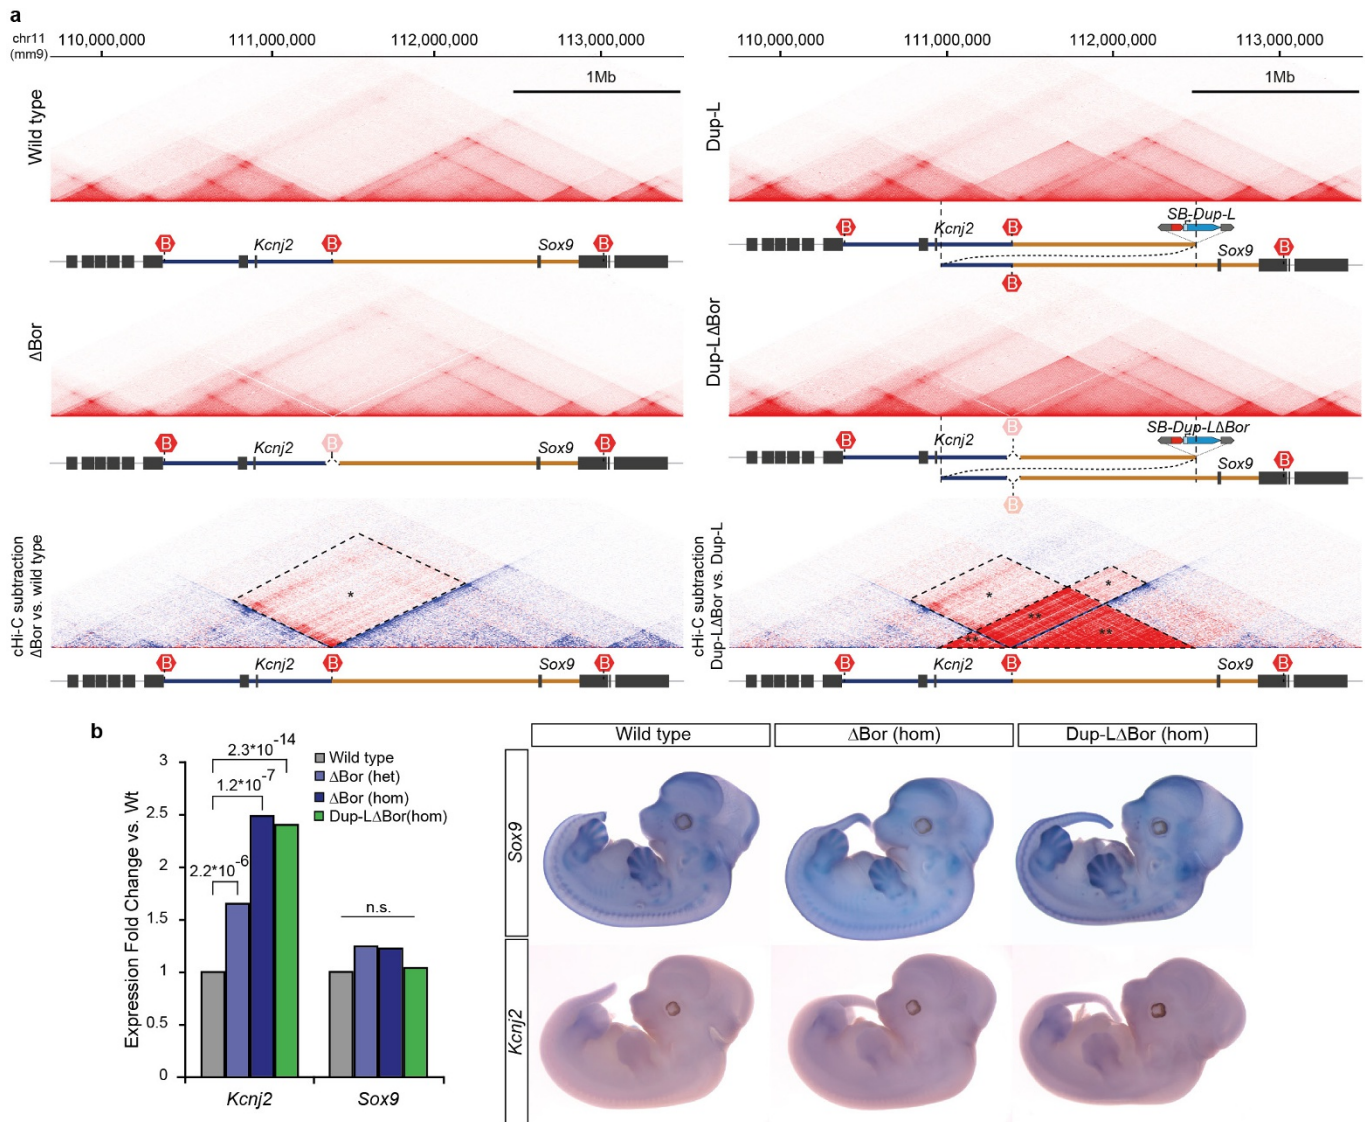 a
chr11
(mm9)
110,000,000 111,000,000 112,000,000 113,000,000
1Mb
Wild type
B B B
Kcnj2 Sox9
ΔBor
B B B
Kcnj2 Sox9
cHi-C subtraction
ΔBor vs. wild type
*
B B B
Kcnj2 Sox9
110,000,000 111,000,000 112,000,000 113,000,000
1Mb
Dup-L
SB-Dup-L
B Kcnj2 B
Sox9 B
B
Dup-LΔBor
B
SB-Dup-LΔBor
B Kcnj2
Sox9 B
B
cHi-C subtraction
Dup-LΔBor vs. Dup-L
* *
** ** **
B B B
Kcnj2 Sox9
b
Expression Fold Change vs. Wt
3
2.5
2
1.5
1
0.5
0
2.3*10-14
1.2*10-7
2.2*10-6
n.s.
Wild type
ΔBor (het)
ΔBor (hom)
Dup-LΔBor(hom)
Kcnj2 Sox9
Wild type ΔBor (hom) Dup-LΔBor (hom)
Sox9
Kcnj2